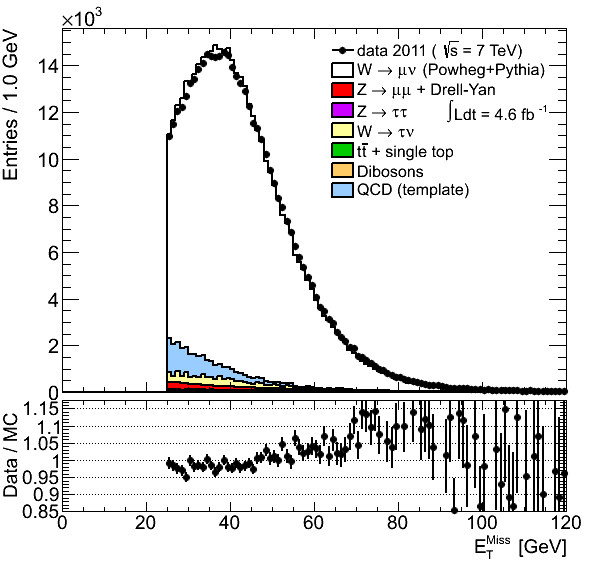 ×10³
Entries / 1.0 GeV
14
12
10
8
6
4
2
0
data 2011 ( √s = 7 TeV)
W → μν (Powheg+Pythia)
Z → μμ + Drell-Yan
Z → ττ
∫Ldt = 4.6 fb⁻¹
W → τν
tt̄ + single top
Dibosons
QCD (template)
Data / MC
1.15
1.1
1.05
1
0.95
0.9
0.85
0 20 40 60 80 100 120
E_T^Miss [GeV]